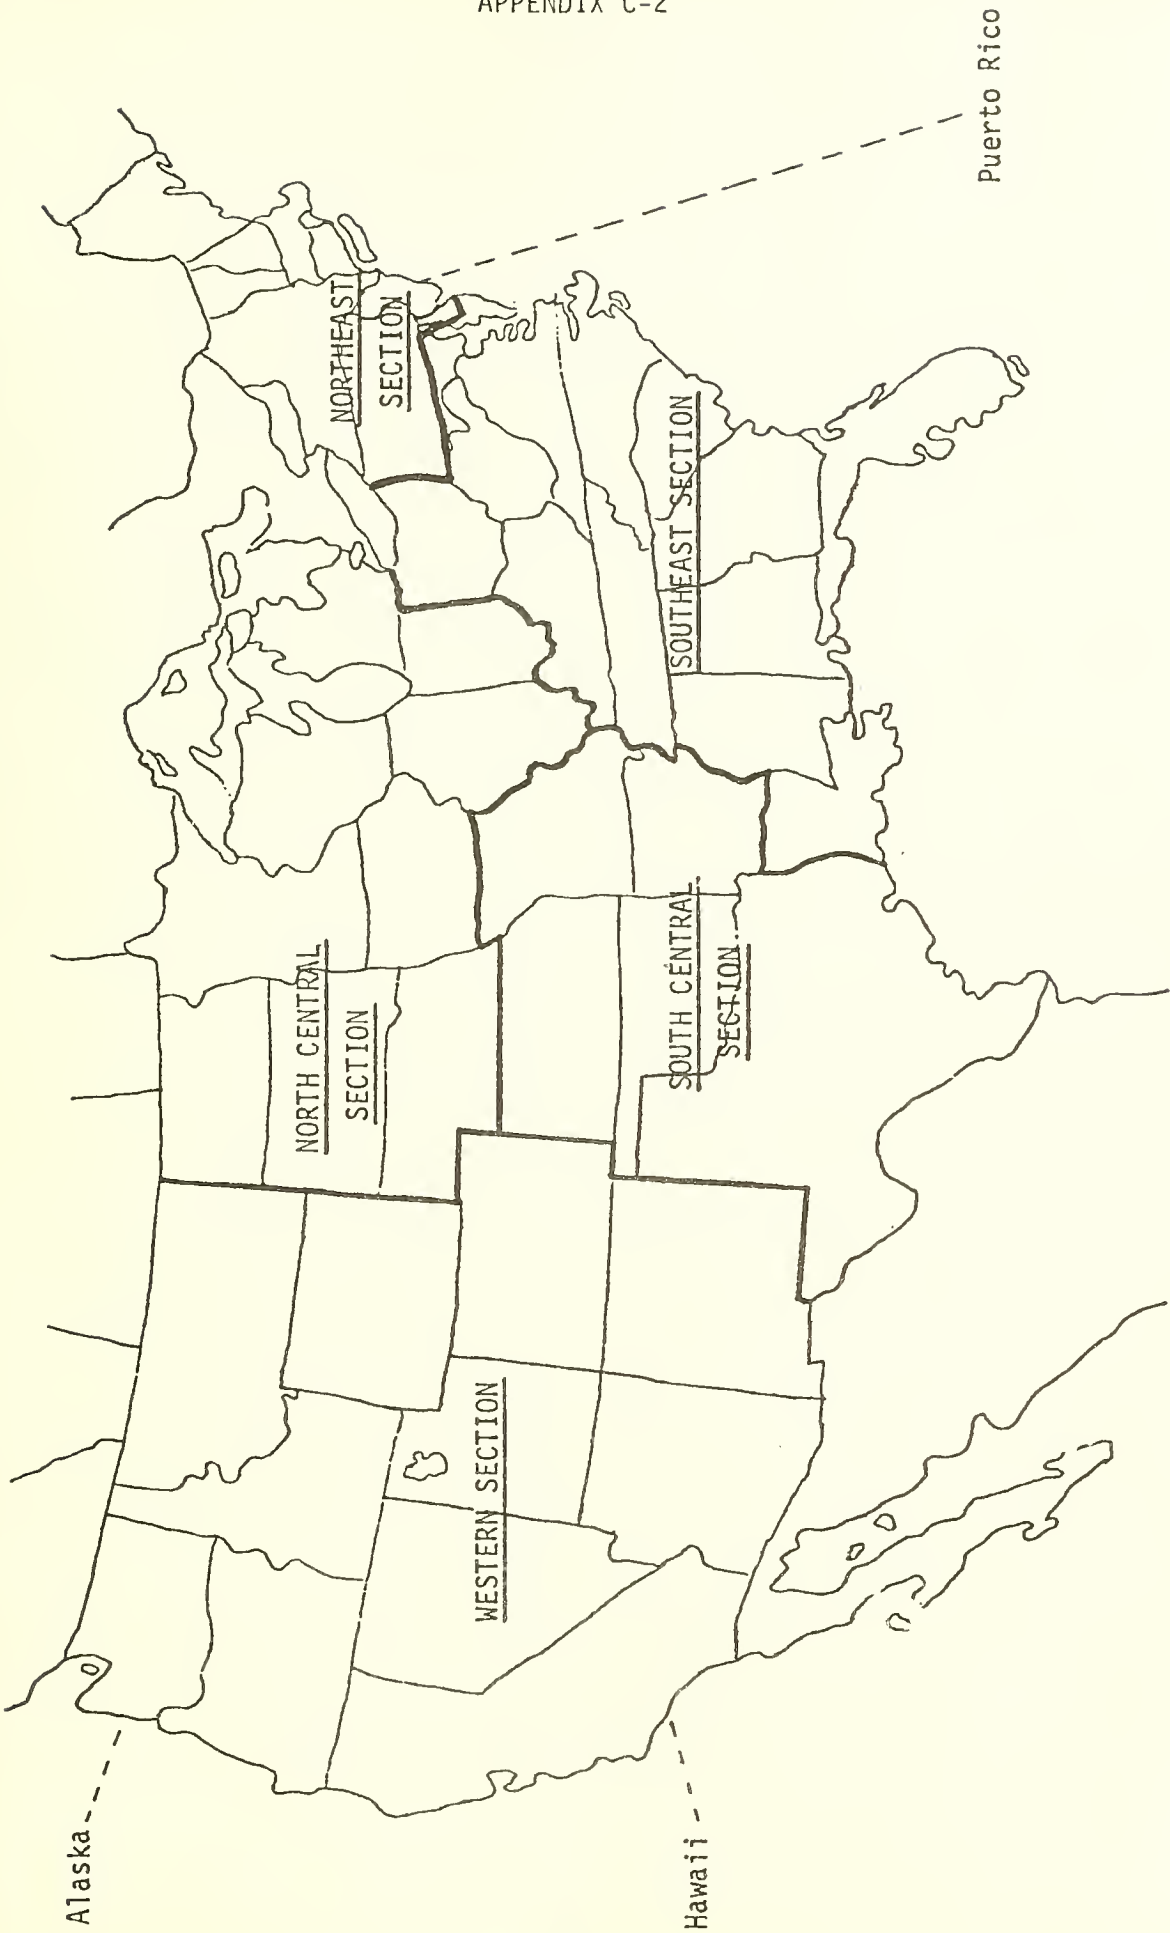 APPENDIX C-2
Alaska
Hawaii
WESTERN SECTION
NORTH CENTRAL
SECTION
SOUTH CENTRAL
SECTION
NORTHEAST
SECTION
SOUTHEAST SECTION
Puerto Rico